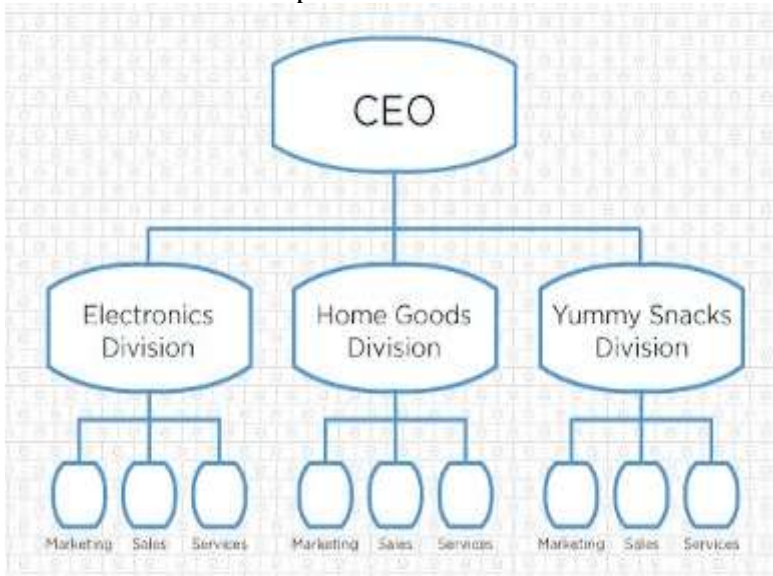 CEO
Electronics
Division
Home Goods
Division
Yummy Snacks
Division
Marketing Sales Services
Marketing Sales Services
Marketing Sales Services